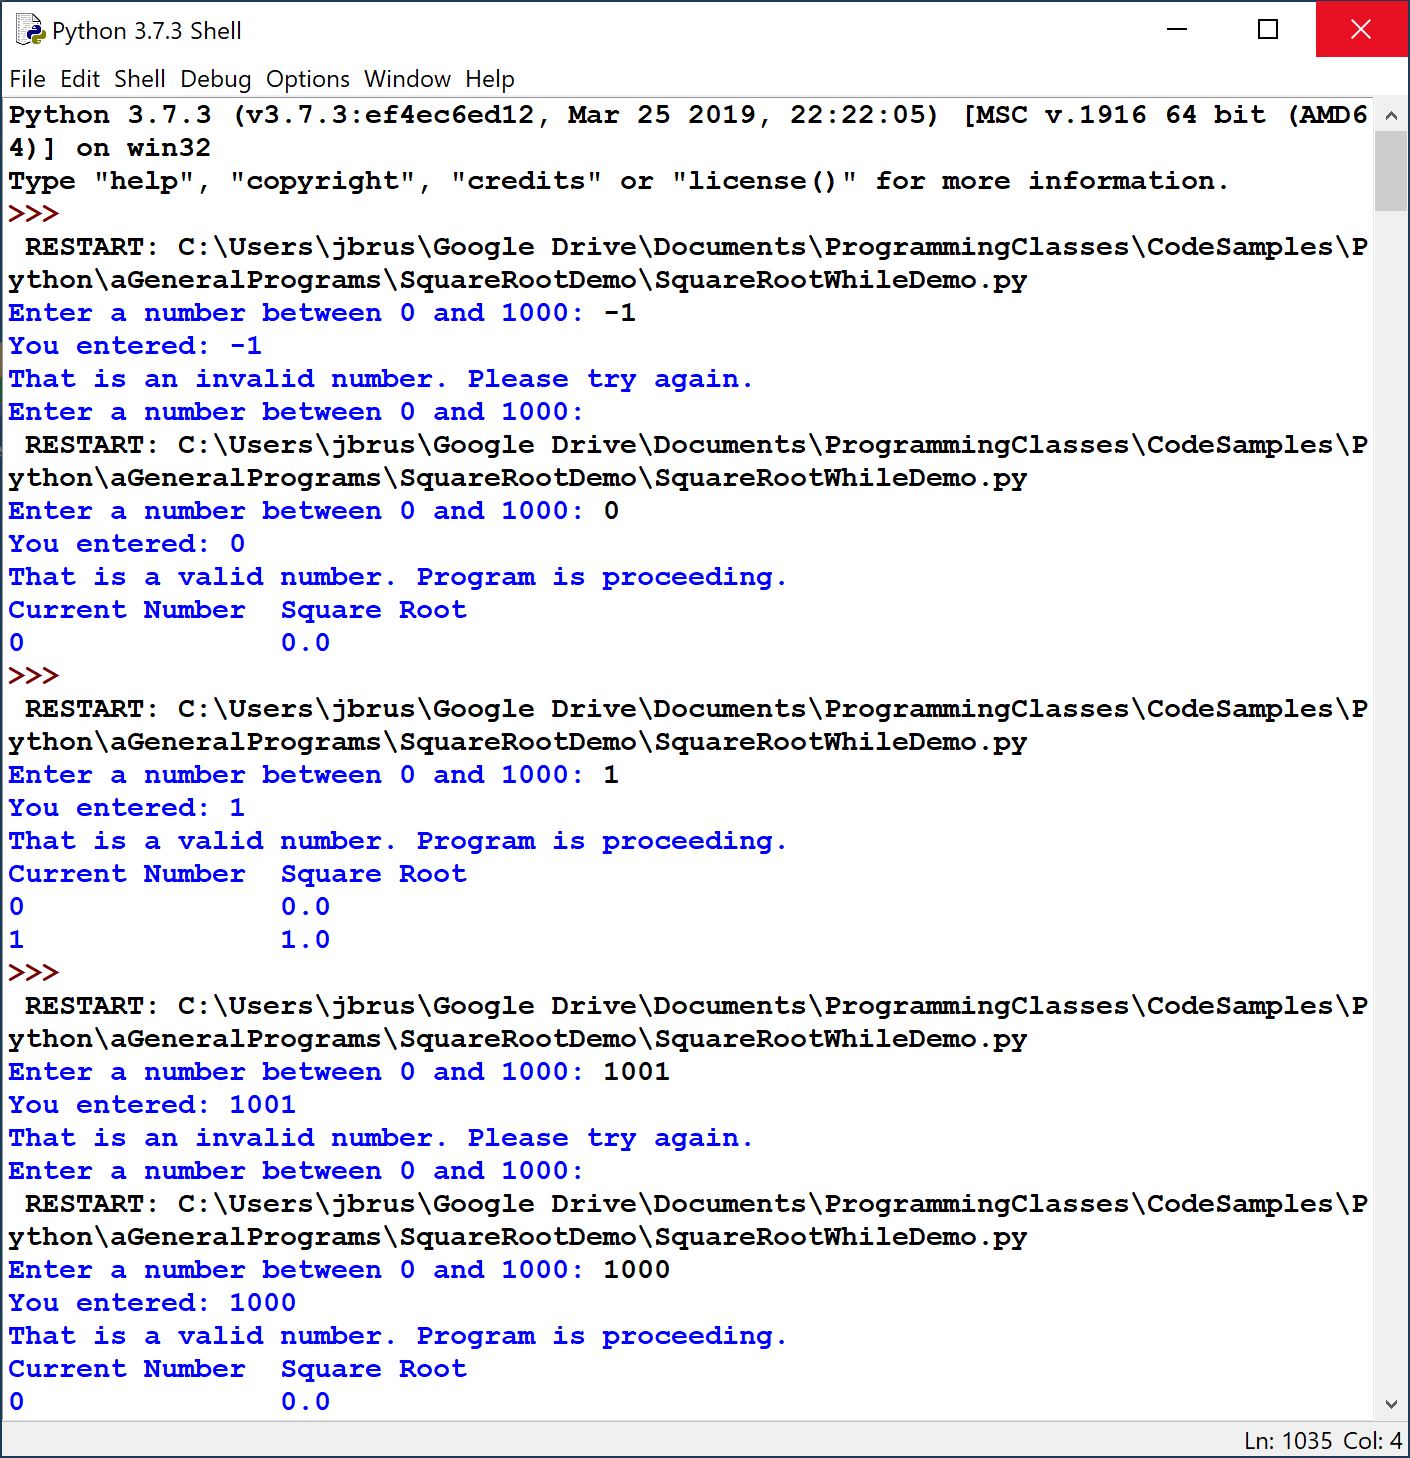 Python 3.7.3 Shell
File Edit Shell Debug Options Window Help
Python 3.7.3 (v3.7.3:ef4ec6ed12, Mar 25 2019, 22:22:05) [MSC v.1916 64 bit (AMD6
4)] on win32
Type "help", "copyright", "credits" or "license()" for more information.
>>>
 RESTART: C:\Users\jbrus\Google Drive\Documents\ProgrammingClasses\CodeSamples\P
ython\aGeneralPrograms\SquareRootDemo\SquareRootWhileDemo.py
Enter a number between 0 and 1000: -1
You entered: -1
That is an invalid number. Please try again.
Enter a number between 0 and 1000:
 RESTART: C:\Users\jbrus\Google Drive\Documents\ProgrammingClasses\CodeSamples\P
ython\aGeneralPrograms\SquareRootDemo\SquareRootWhileDemo.py
Enter a number between 0 and 1000: 0
You entered: 0
That is a valid number. Program is proceeding.
Current Number  Square Root
0               0.0
>>>
 RESTART: C:\Users\jbrus\Google Drive\Documents\ProgrammingClasses\CodeSamples\P
ython\aGeneralPrograms\SquareRootDemo\SquareRootWhileDemo.py
Enter a number between 0 and 1000: 1
You entered: 1
That is a valid number. Program is proceeding.
Current Number  Square Root
0               0.0
1               1.0
>>>
 RESTART: C:\Users\jbrus\Google Drive\Documents\ProgrammingClasses\CodeSamples\P
ython\aGeneralPrograms\SquareRootDemo\SquareRootWhileDemo.py
Enter a number between 0 and 1000: 1001
You entered: 1001
That is an invalid number. Please try again.
Enter a number between 0 and 1000:
 RESTART: C:\Users\jbrus\Google Drive\Documents\ProgrammingClasses\CodeSamples\P
ython\aGeneralPrograms\SquareRootDemo\SquareRootWhileDemo.py
Enter a number between 0 and 1000: 1000
You entered: 1000
That is a valid number. Program is proceeding.
Current Number  Square Root
0               0.0
Ln: 1035 Col: 4